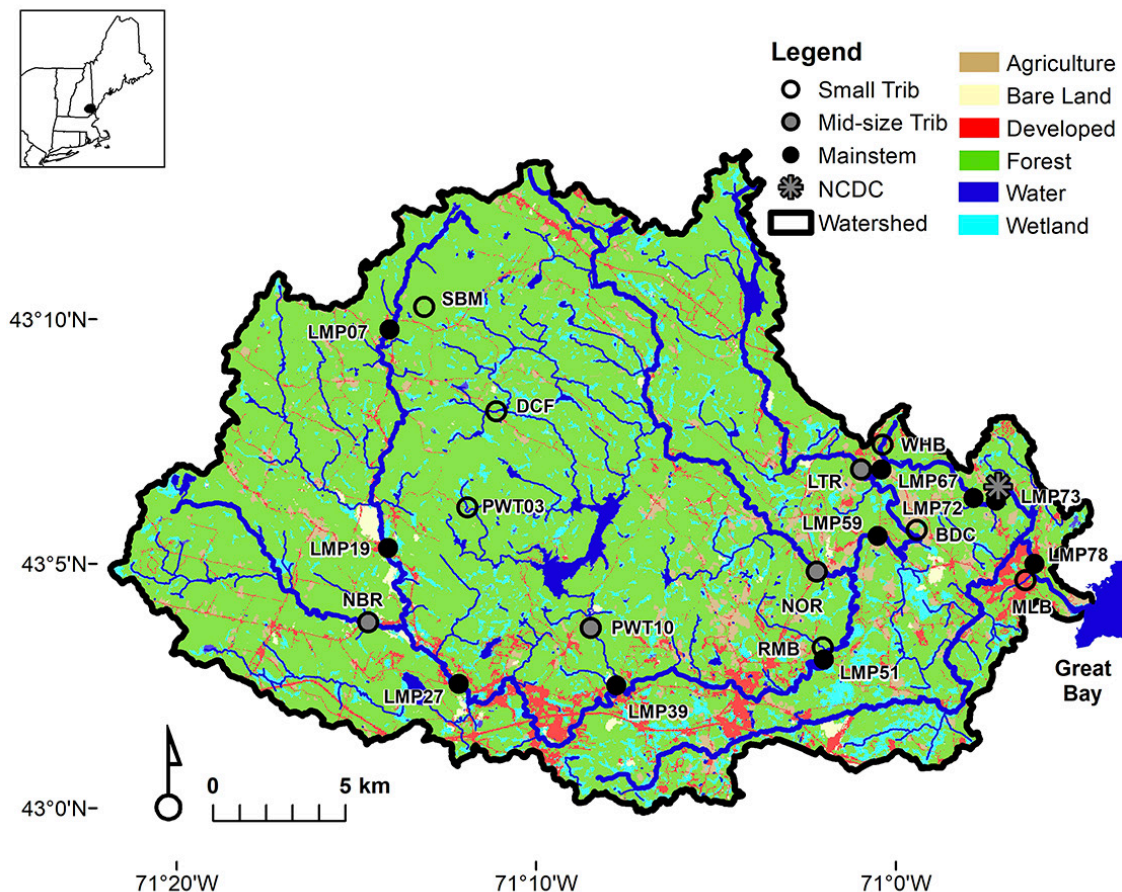 Legend
Small Trib
Mid-size Trib
Mainstem
NCDC
Watershed
Agriculture
Bare Land
Developed
Forest
Water
Wetland
43°10'N
43°5'N
43°0'N
SBM
LMP07
DCF
WHB
LTR
LMP67
PWT03
LMP72
LMP73
LMP59
BDC
LMP19
LMP78
NBR
NOR
MLB
PWT10
RMB
LMP51
Great
Bay
LMP27
LMP39
0
5 km
71°20'W
71°10'W
71°0'W